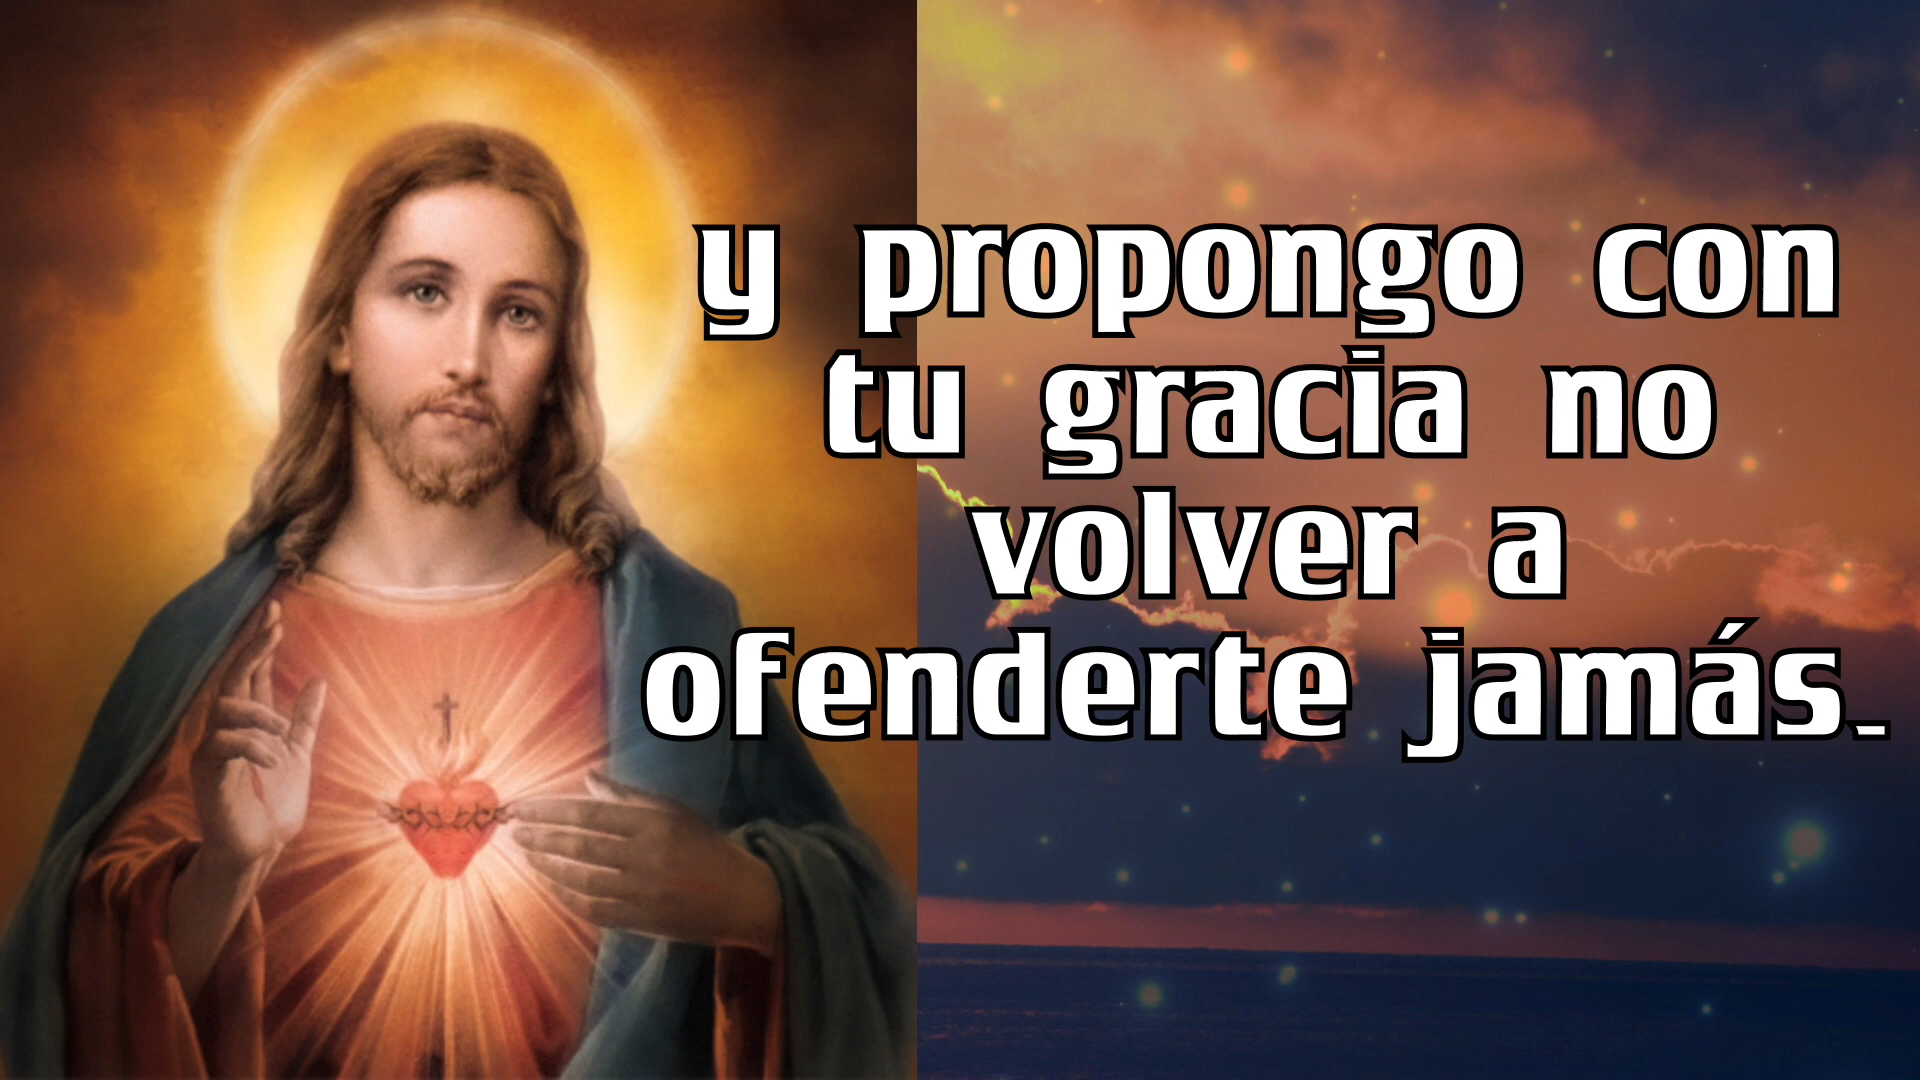 y propongo con
tu gracia no
volver a
ofenderte jamás.